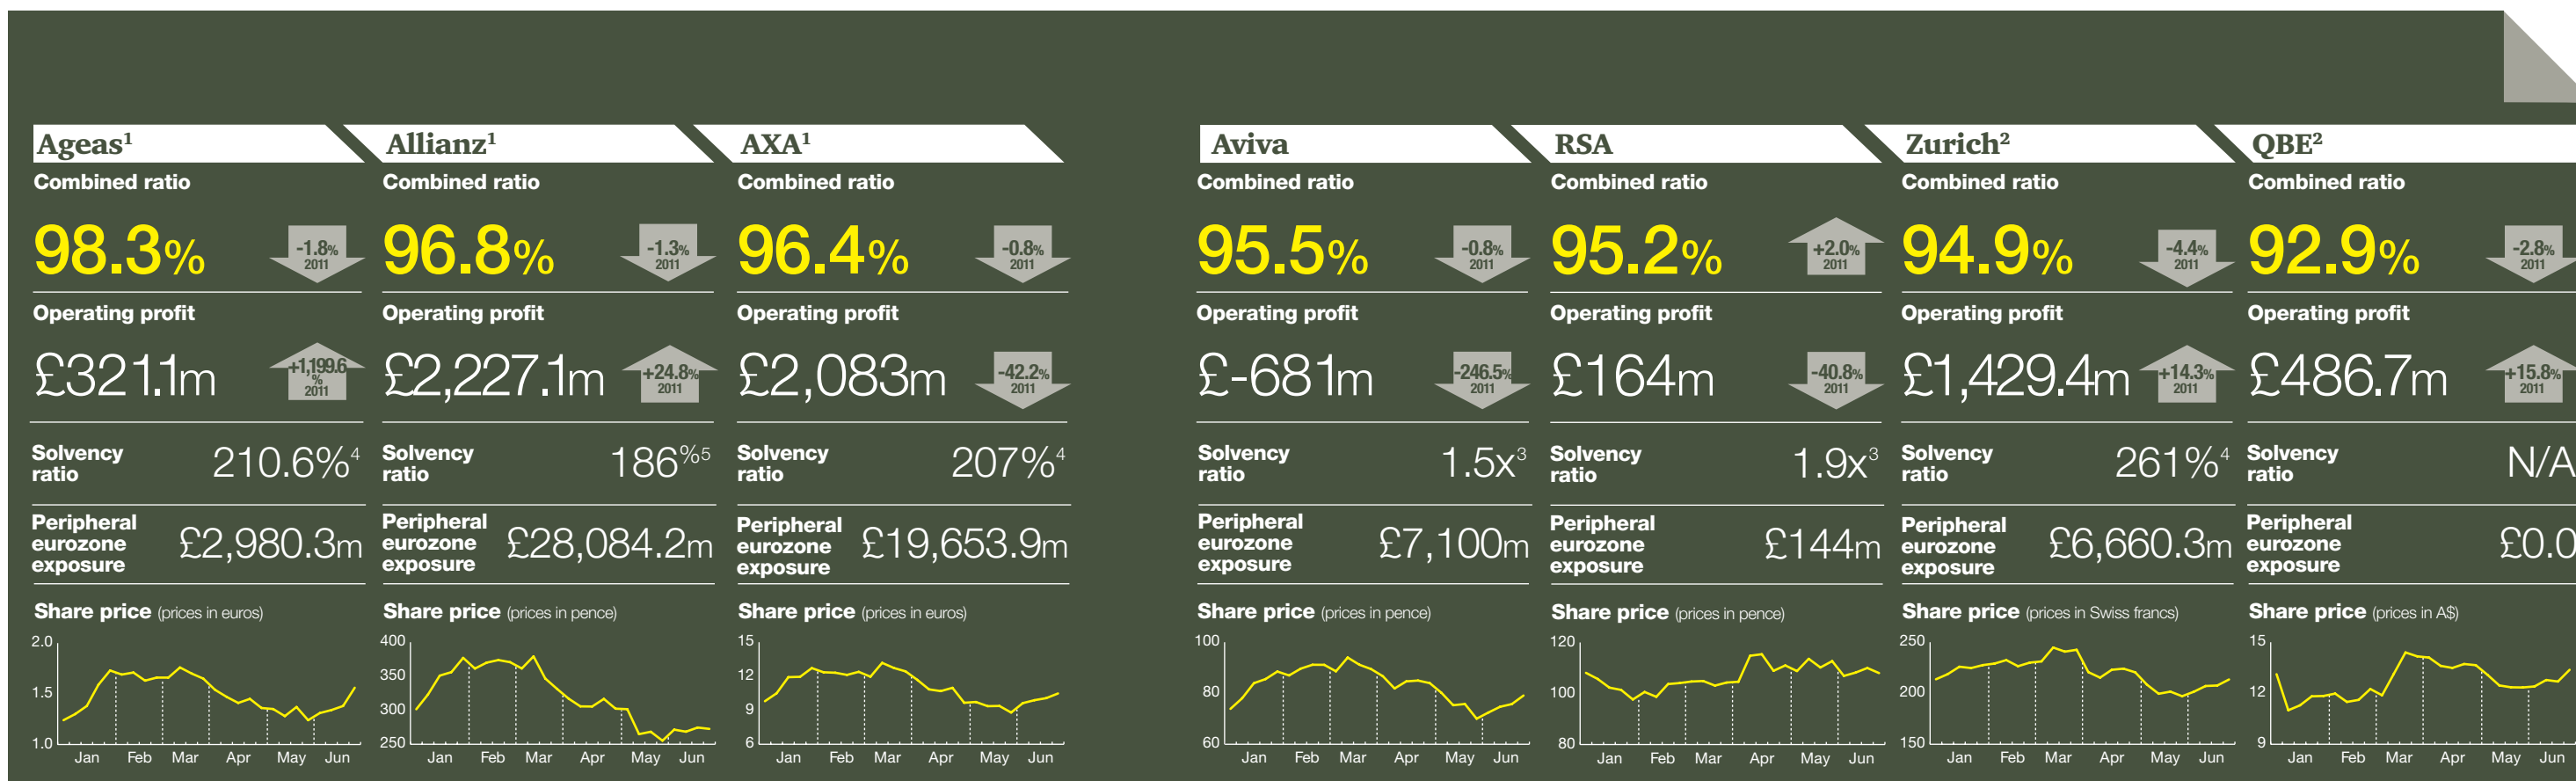 Ageas¹
Combined ratio
98.3%
-1.8%
2011
Operating profit
£321.1m
+1,199.6
%
2011
Solvency
ratio
210.6%⁴
Peripheral
eurozone
exposure
£2,980.3m
Share price (prices in euros)
2.0
1.5
1.0
Jan Feb Mar Apr May Jun
Allianz¹
Combined ratio
96.8%
-1.3%
2011
Operating profit
£2,227.1m
+24.8%
2011
Solvency
ratio
186%⁵
Peripheral
eurozone
exposure
£28,084.2m
Share price (prices in pence)
400
350
300
250
Jan Feb Mar Apr May Jun
AXA¹
Combined ratio
96.4%
-0.8%
2011
Operating profit
£2,083m
-42.2%
2011
Solvency
ratio
207%⁴
Peripheral
eurozone
exposure
£19,653.9m
Share price (prices in euros)
15
12
9
6
Jan Feb Mar Apr May Jun
Aviva
Combined ratio
95.5%
-0.8%
2011
Operating profit
£-681m
-246.5%
2011
Solvency
ratio
1.5x³
Peripheral
eurozone
exposure
£7,100m
Share price (prices in pence)
100
80
60
Jan Feb Mar Apr May Jun
RSA
Combined ratio
95.2%
+2.0%
2011
Operating profit
£164m
-40.8%
2011
Solvency
ratio
1.9x³
Peripheral
eurozone
exposure
£144m
Share price (prices in pence)
120
100
80
Jan Feb Mar Apr May Jun
Zurich²
Combined ratio
94.9%
-4.4%
2011
Operating profit
£1,429.4m
+14.3%
2011
Solvency
ratio
261%⁴
Peripheral
eurozone
exposure
£6,660.3m
Share price (prices in Swiss francs)
250
200
150
Jan Feb Mar Apr May Jun
QBE²
Combined ratio
92.9%
-2.8%
2011
Operating profit
£486.7m
+15.8%
2011
Solvency
ratio
N/A
Peripheral
eurozone
exposure
£0.0
Share price (prices in A$)
15
12
9
Jan Feb Mar Apr May Jun